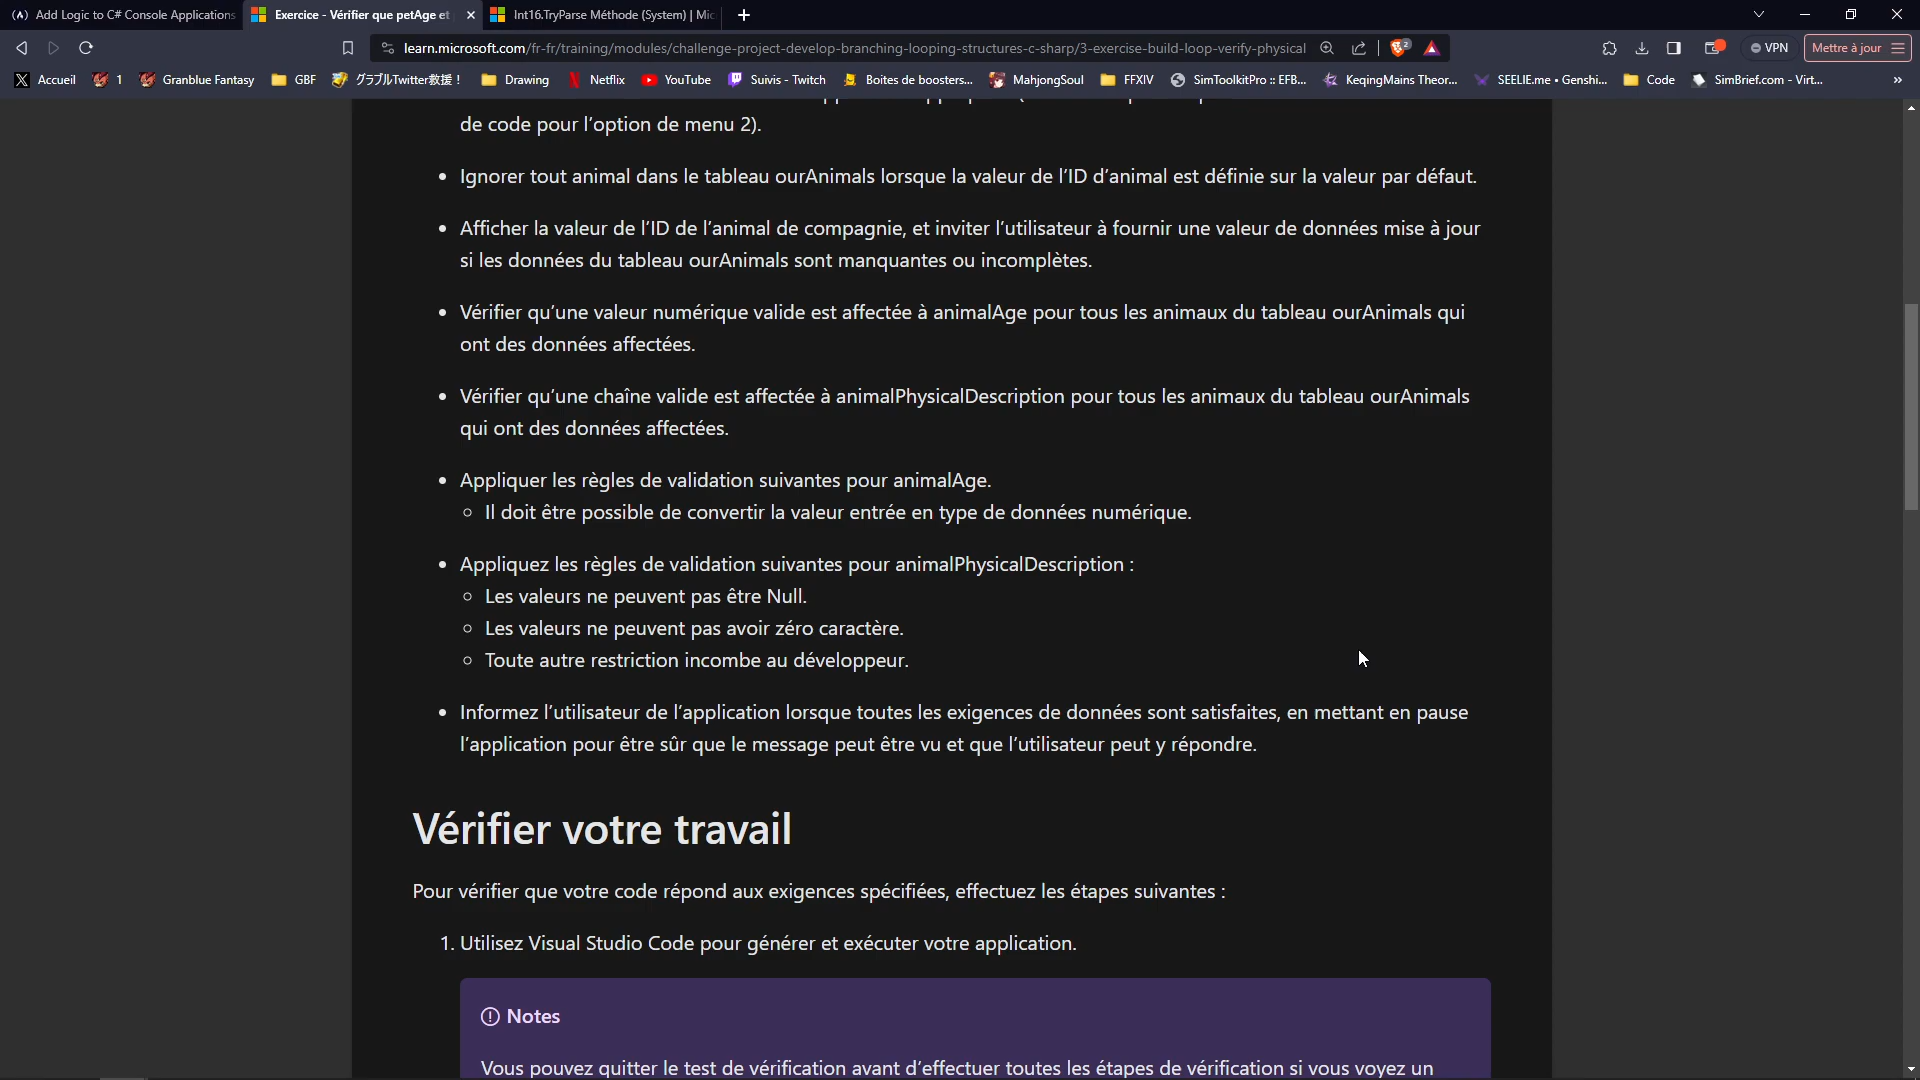 Add Logic to C# Console Applications
Exercice - Vérifier que petAge et
Int16.TryParse Méthode (System) | Mic
learn.microsoft.com/fr-fr/training/modules/challenge-project-develop-branching-looping-structures-c-sharp/3-exercise-build-loop-verify-physical
2
VPN
Mettre à jour
Accueil
1
Granblue Fantasy
GBF
グラブルTwitter救援！
Drawing
Netflix
YouTube
Suivis - Twitch
Boites de boosters...
MahjongSoul
FFXIV
SimToolkitPro :: EFB...
KeqingMains Theor...
SEELIE.me • Genshi...
Code
SimBrief.com - Virt...
»
de code pour l’option de menu 2).
• Ignorer tout animal dans le tableau ourAnimals lorsque la valeur de l’ID d’animal est définie sur la valeur par défaut.
• Afficher la valeur de l’ID de l’animal de compagnie, et inviter l’utilisateur à fournir une valeur de données mise à jour
si les données du tableau ourAnimals sont manquantes ou incomplètes.
• Vérifier qu’une valeur numérique valide est affectée à animalAge pour tous les animaux du tableau ourAnimals qui
ont des données affectées.
• Vérifier qu’une chaîne valide est affectée à animalPhysicalDescription pour tous les animaux du tableau ourAnimals
qui ont des données affectées.
• Appliquer les règles de validation suivantes pour animalAge.
○ Il doit être possible de convertir la valeur entrée en type de données numérique.
• Appliquez les règles de validation suivantes pour animalPhysicalDescription :
○ Les valeurs ne peuvent pas être Null.
○ Les valeurs ne peuvent pas avoir zéro caractère.
○ Toute autre restriction incombe au développeur.
• Informez l’utilisateur de l’application lorsque toutes les exigences de données sont satisfaites, en mettant en pause
l’application pour être sûr que le message peut être vu et que l’utilisateur peut y répondre.
Vérifier votre travail
Pour vérifier que votre code répond aux exigences spécifiées, effectuez les étapes suivantes :
1. Utilisez Visual Studio Code pour générer et exécuter votre application.
Notes
Vous pouvez quitter le test de vérification avant d’effectuer toutes les étapes de vérification si vous voyez un